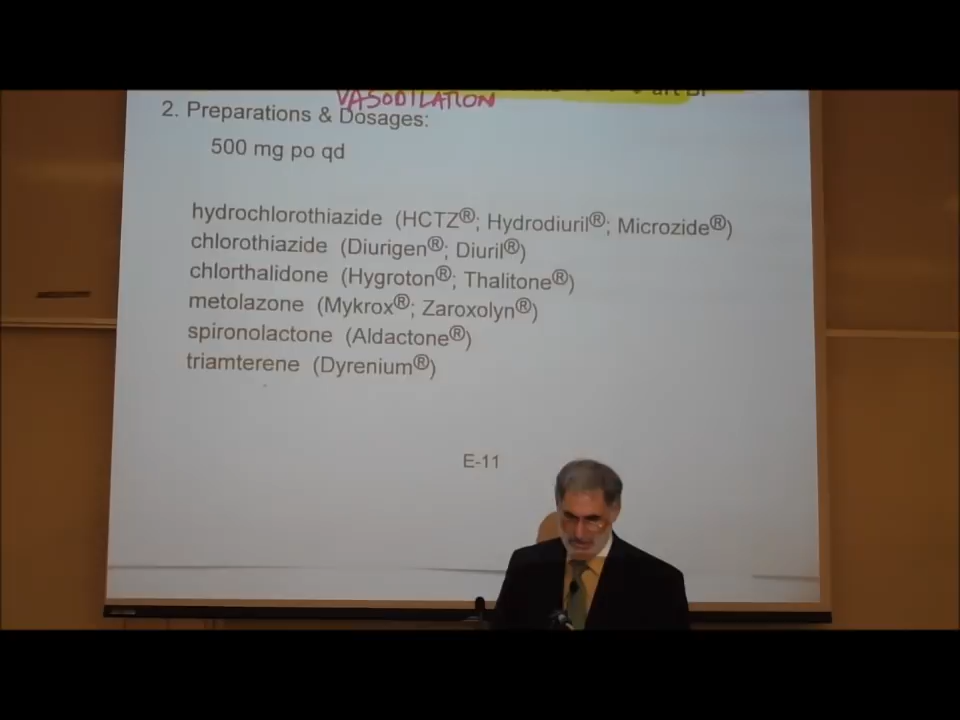 VASODILATION
2. Preparations & Dosages:
500 mg po qd
hydrochlorothiazide (HCTZ®; Hydrodiuril®; Microzide®)
chlorothiazide (Diurigen®; Diuril®)
chlorthalidone (Hygroton®; Thalitone®)
metolazone (Mykrox®; Zaroxolyn®)
spironolactone (Aldactone®)
triamterene (Dyrenium®)
E-11